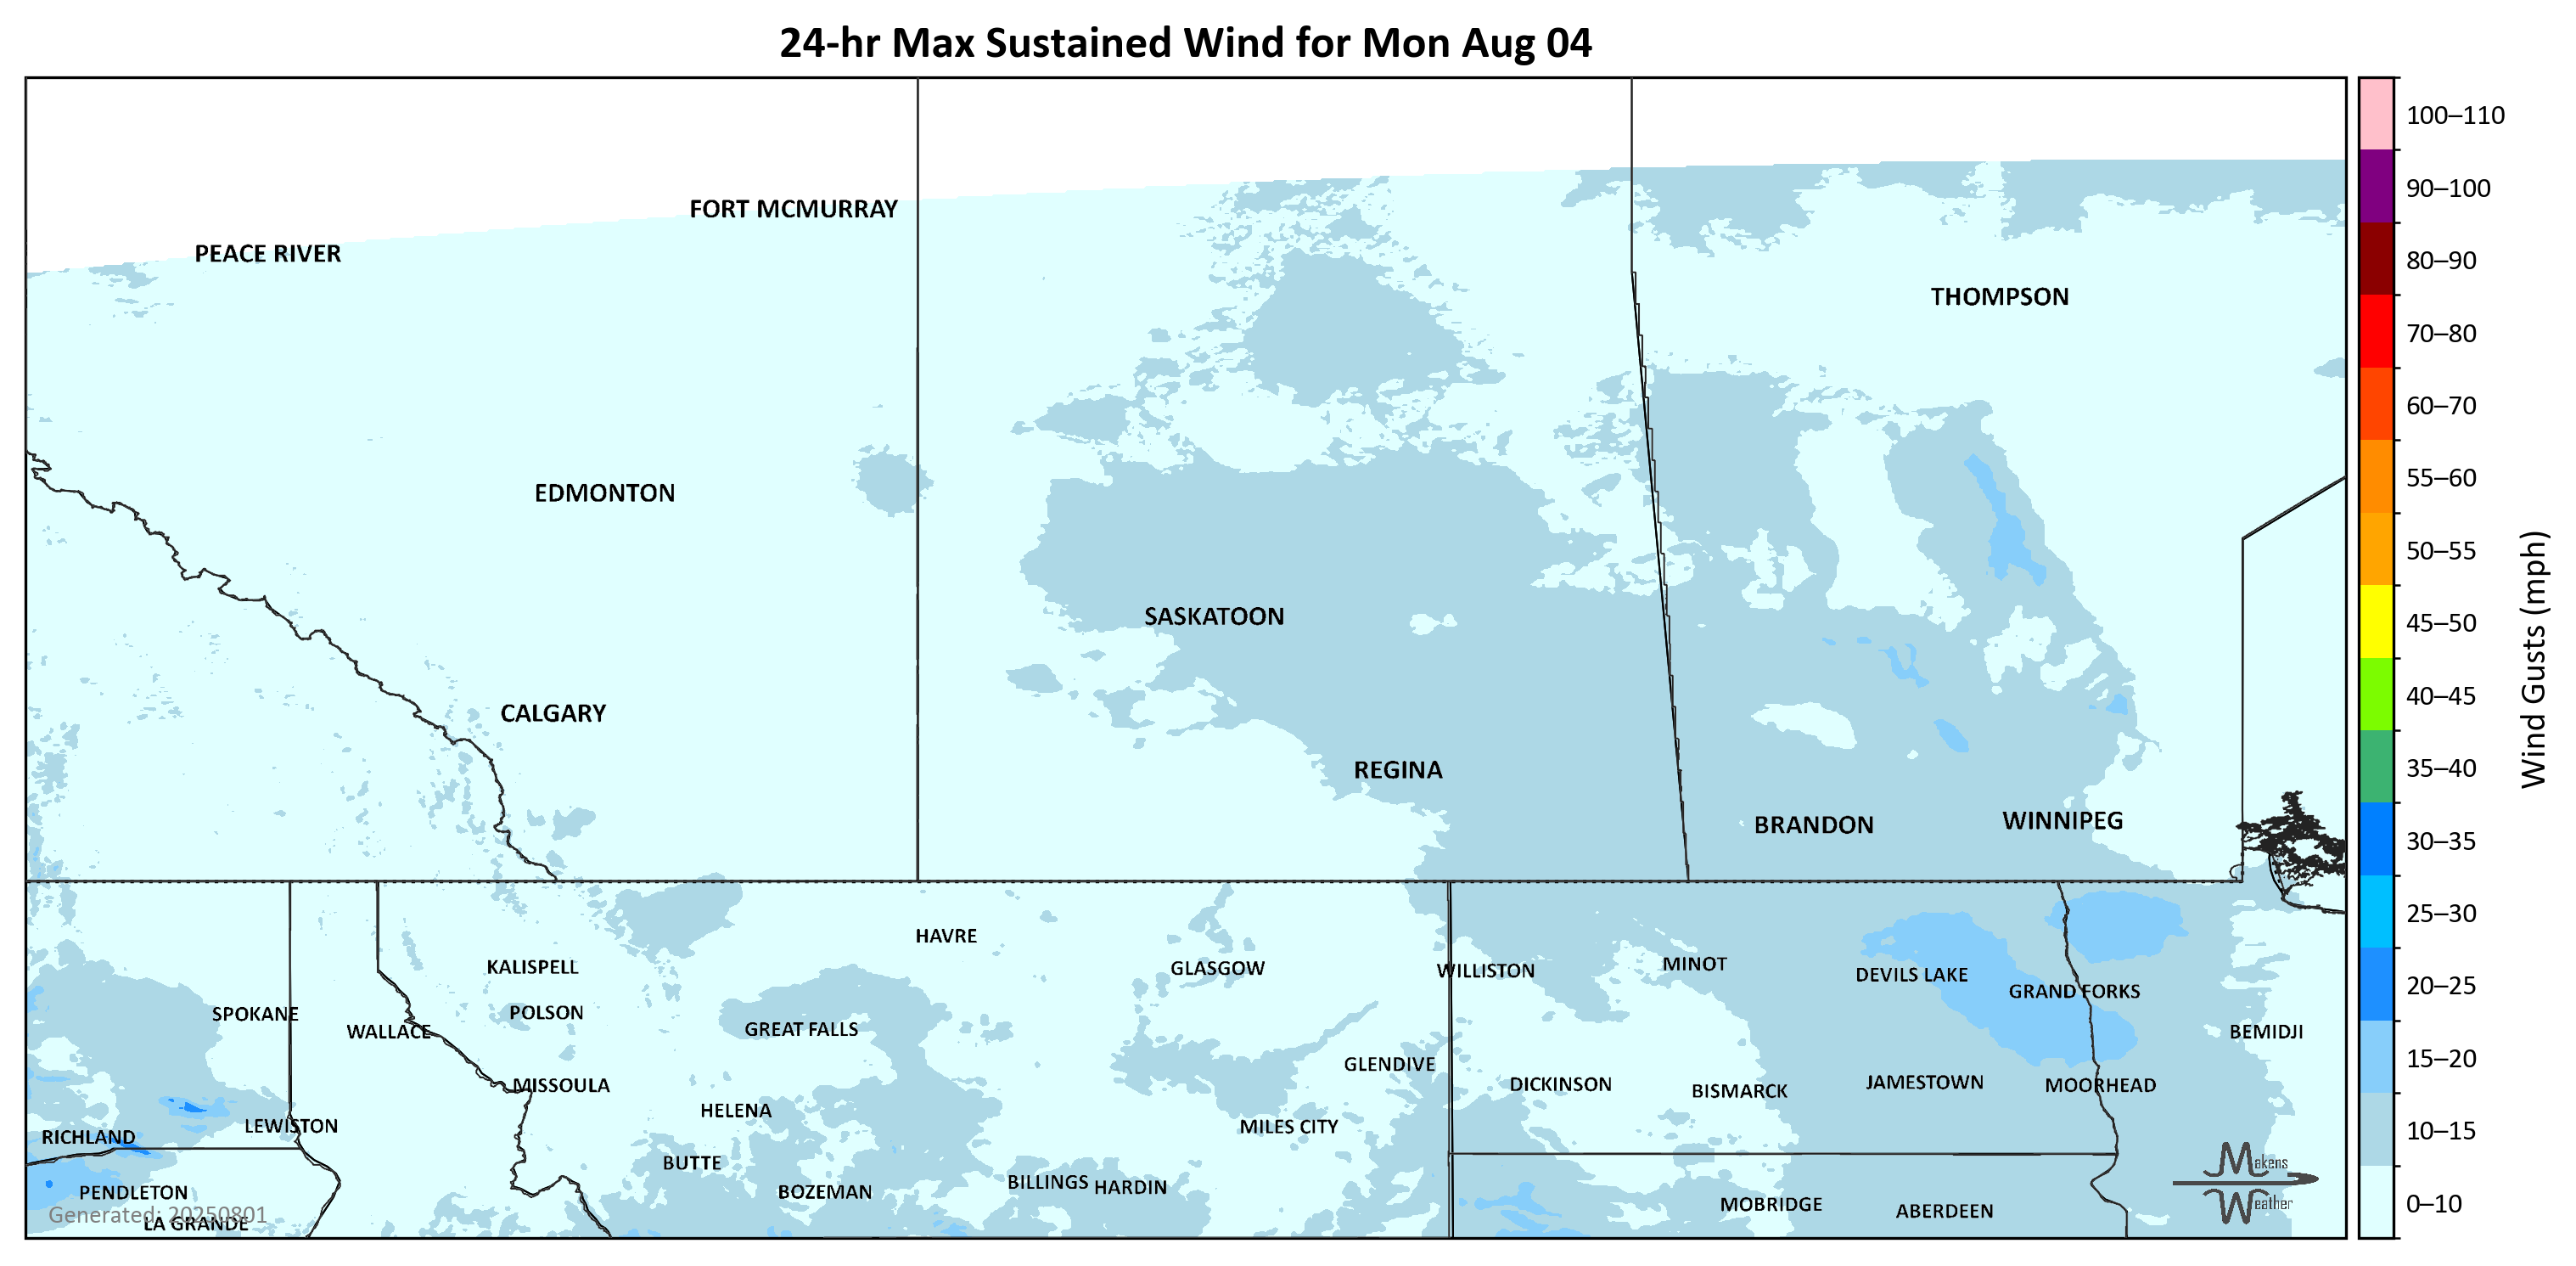 24-hr Max Sustained Wind for Mon Aug 04
100–110
FORT MCMURRAY
90–100
PEACE RIVER
80–90
THOMPSON
70–80
60–70
EDMONTON
55–60
50–55
SASKATOON
45–50
CALGARY
40–45
Wind Gusts (mph)
REGINA
35–40
BRANDON
WINNIPEG
30–35
HAVRE
25–30
KALISPELL
GLASGOW
WILLISTON
MINOT
DEVILS LAKE
GRAND FORKS
20–25
SPOKANE
POLSON
WALLACE
GREAT FALLS
BEMIDJI
15–20
GLENDIVE
MISSOULA
DICKINSON
BISMARCK
JAMESTOWN
MOORHEAD
HELENA
LEWISTON
MILES CITY
10–15
RICHLAND
BUTTE
Makens
Weather
PENDLETON
BOZEMAN
BILLINGS
HARDIN
MOBRIDGE
ABERDEEN
0–10
Generated: 20250801
LA GRANDE